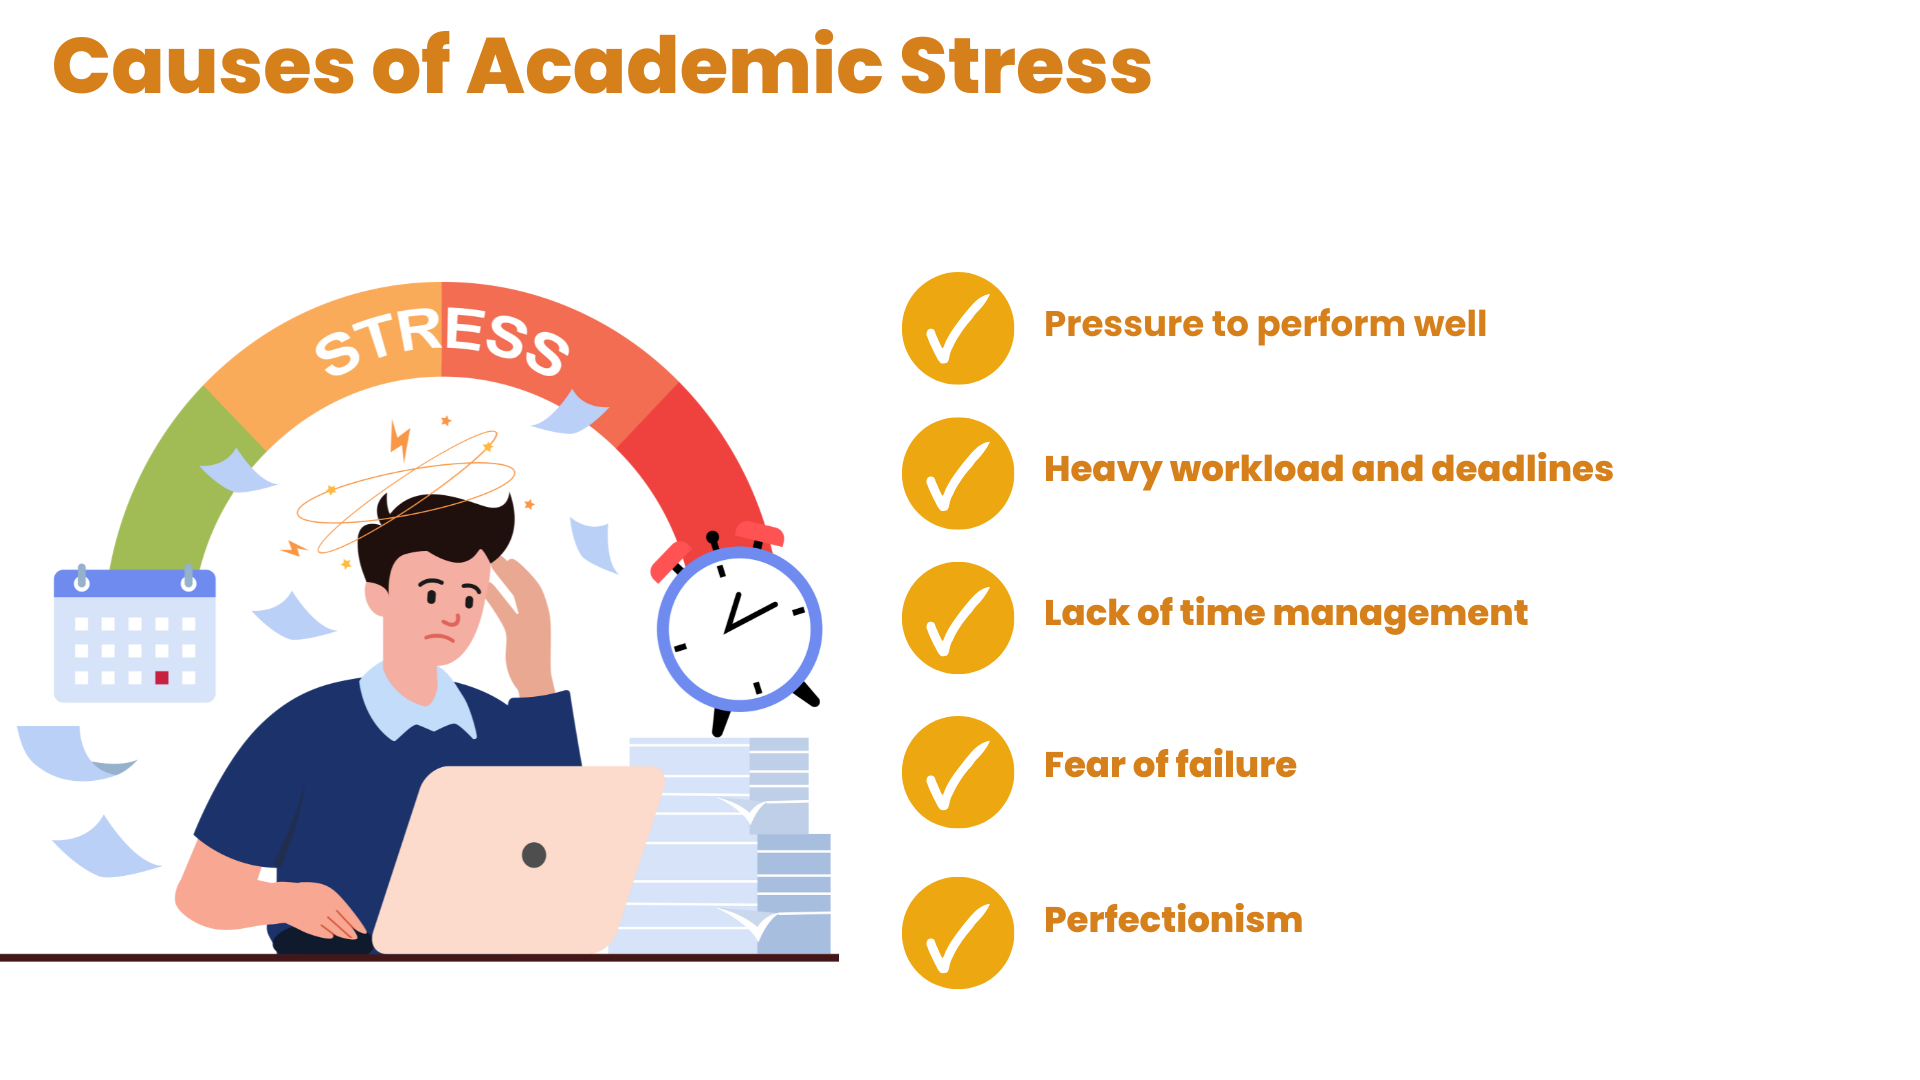 Causes of Academic Stress
STRESS
Pressure to perform well
Heavy workload and deadlines
Lack of time management
Fear of failure
Perfectionism